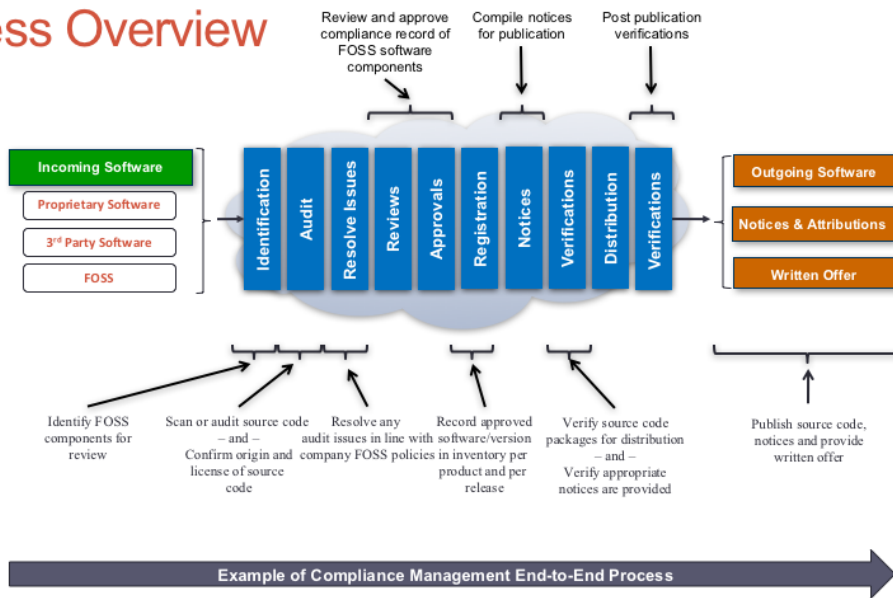 ess Overview
Review and approve
compliance record of
FOSS software
components
Compile notices
for publication
Post publication
verifications
Incoming Software
Proprietary Software
3rd Party Software
FOSS
Identification
Audit
Resolve Issues
Reviews
Approvals
Registration
Notices
Verifications
Distribution
Verifications
Outgoing Software
Notices & Attributions
Written Offer
Identify FOSS
components for
review
Scan or audit source code
– and –
Confirm origin and
license of source
code
Resolve any
audit issues in line with
company FOSS policies
Record approved
software/version
in inventory per
product and per
release
Verify source code
packages for distribution
– and –
Verify appropriate
notices are provided
Publish source code,
notices and provide
written offer
Example of Compliance Management End-to-End Process